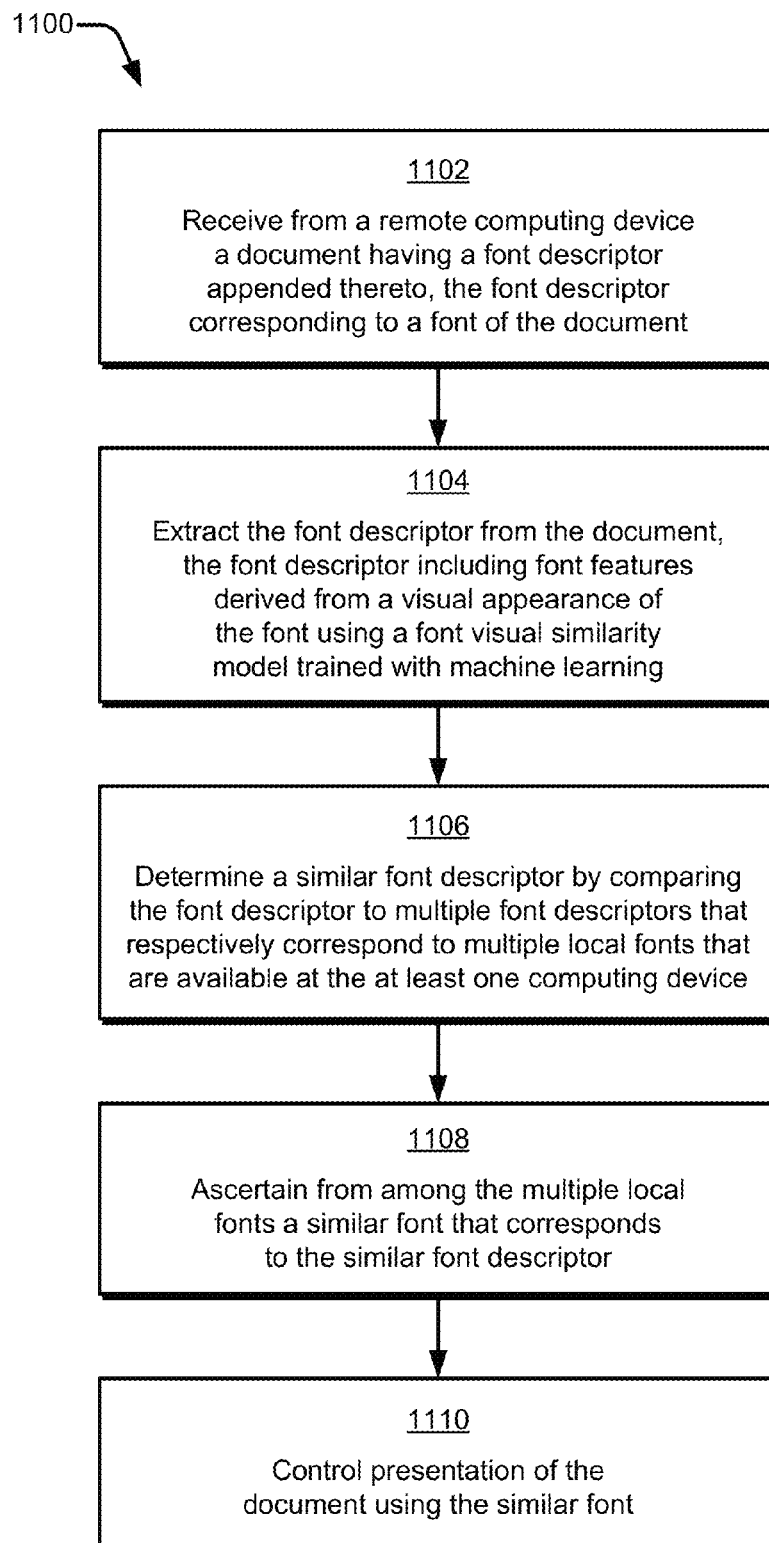 1100
1102
Receive from a remote computing device
a document having a font descriptor
appended thereto, the font descriptor
corresponding to a font of the document
1104
Extract the font descriptor from the document,
the font descriptor including font features
derived from a visual appearance of
the font using a font visual similarity
model trained with machine learning
1106
Determine a similar font descriptor by comparing
the font descriptor to multiple font descriptors that
respectively correspond to multiple local fonts that
are available at the at least one computing device
1108
Ascertain from among the multiple local
fonts a similar font that corresponds
to the similar font descriptor
1110
Control presentation of the
document using the similar font